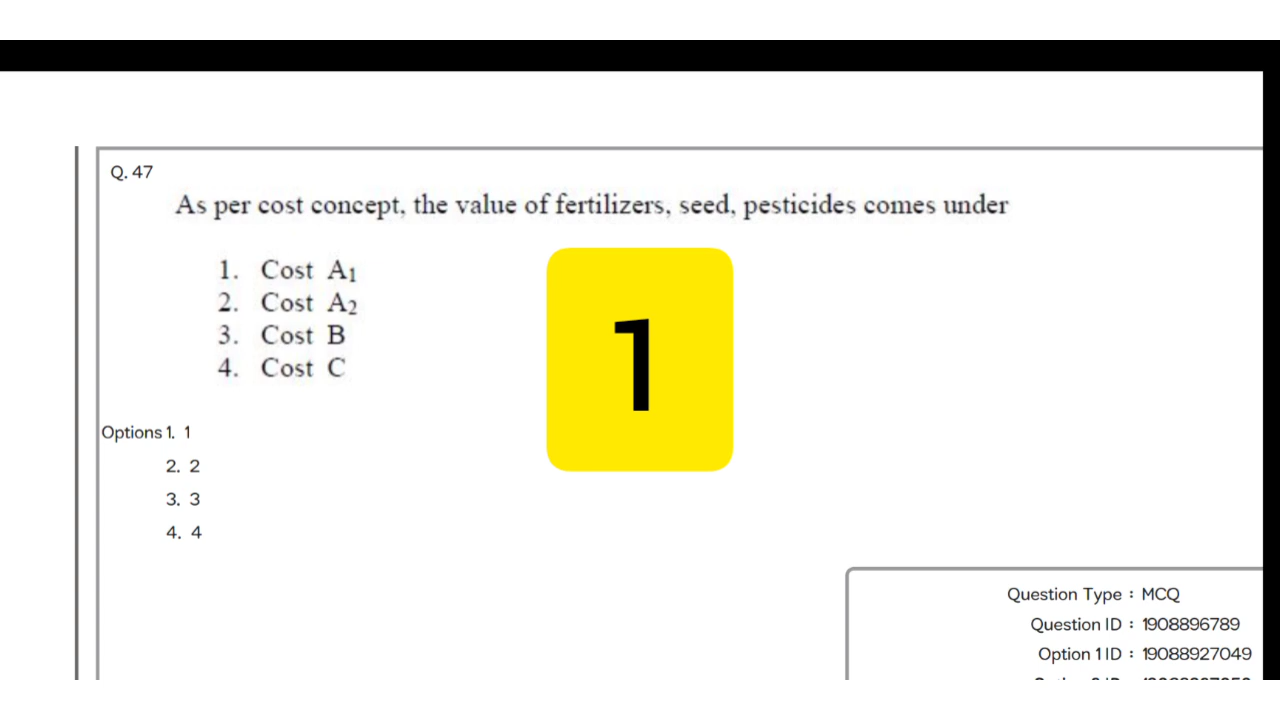 Q. 47
As per cost concept, the value of fertilizers, seed, pesticides comes under
1. Cost A1
2. Cost A2
3. Cost B
4. Cost C
1
Options 1. 1
2. 2
3. 3
4. 4
Question Type : MCQ
Question ID : 1908896789
Option 1 ID : 19088927049